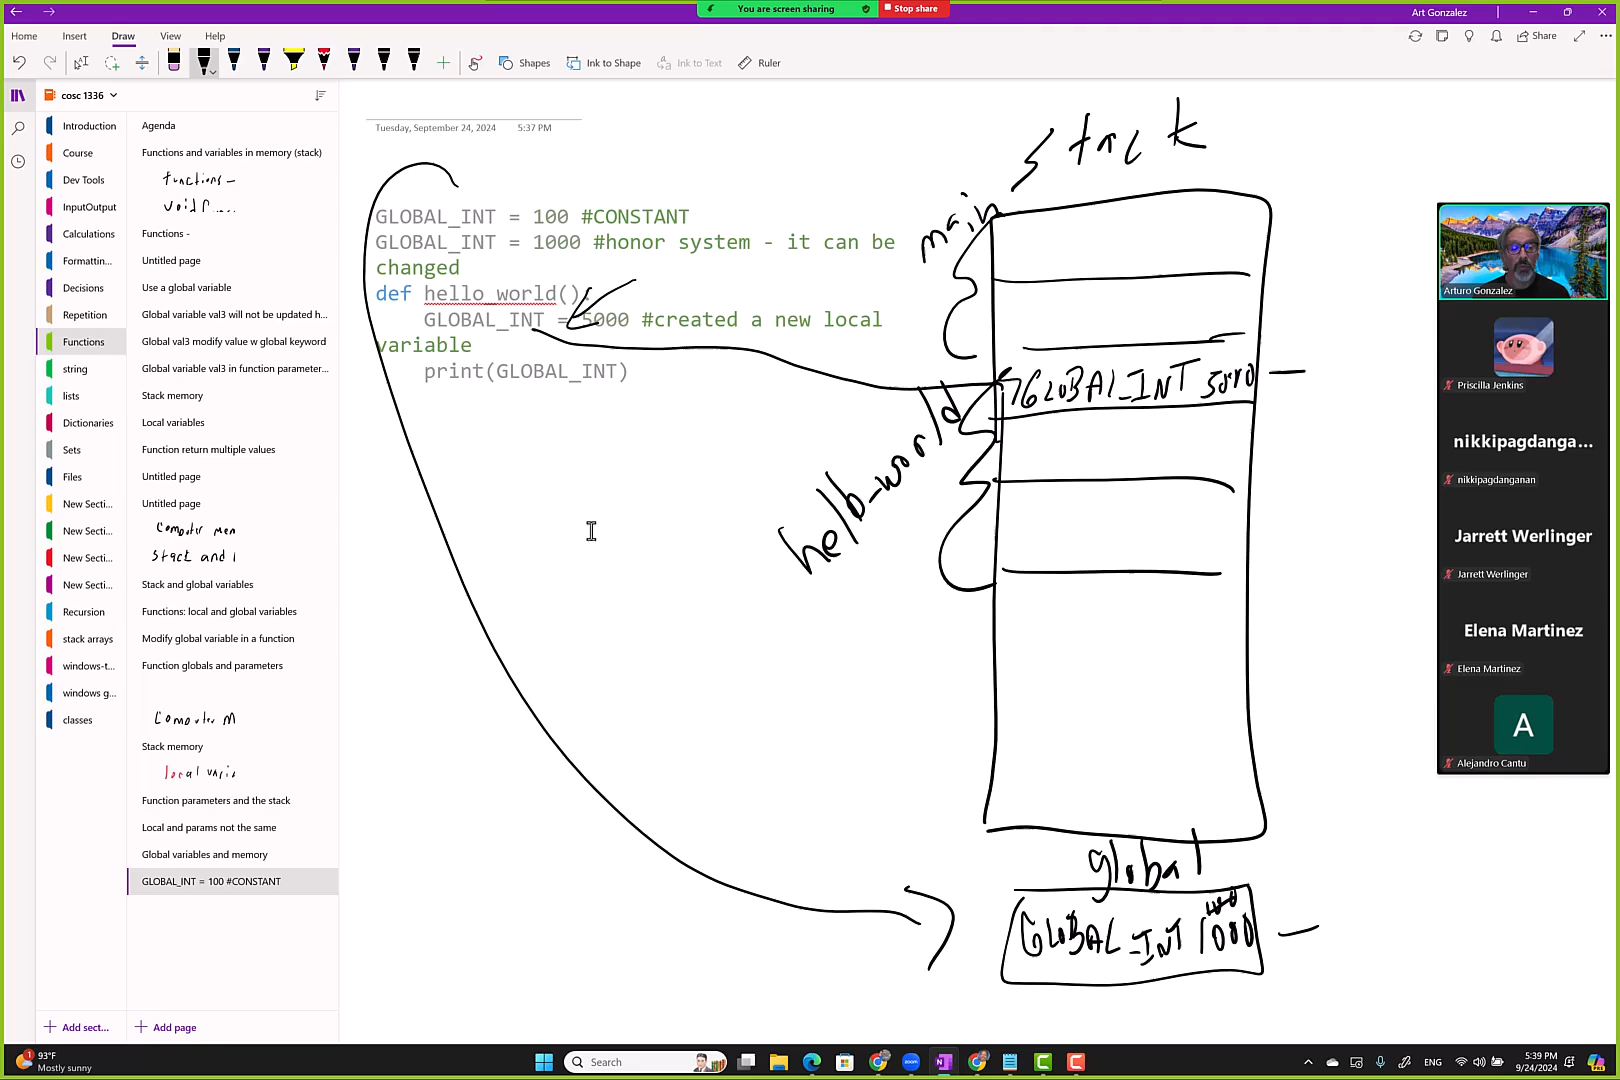 You are screen sharing
Stop share
Art Gonzalez
Home Insert Draw View Help
Share
Shapes
Ink to Shape
Ink to Text
Ruler
cosc 1336
Introduction
Course
Dev Tools
InputOutput
Calculations
Formattin...
Decisions
Repetition
Functions
string
lists
Dictionaries
Sets
Files
New Secti...
New Secti...
New Secti...
New Secti...
Recursion
stack arrays
windows-t...
windows g...
classes
Add sect...
Agenda
Functions and variables in memory (stack)
functions -
Functions -
Untitled page
Use a global variable
Global variable val3 will not be updated h...
Global val3 modify value w global keyword
Global val3 in function parameter...
Stack memory
Local variables
Function return multiple values
Untitled page
Untitled page
Computer mem
Stack and
Stack and global variables
Functions: local and global variables
Modify global variable in a function
Function globals and parameters
Computer M
Stack memory
local varia
Function parameters and the stack
Local and params not the same
Global variables and memory
GLOBAL_INT = 100 #CONSTANT
Add page
Tuesday, September 24, 2024 5:37 PM
GLOBAL_INT = 100 #CONSTANT
GLOBAL_INT = 1000 #honor system - it can be
changed
def hello_world():
GLOBAL_INT = 5000 #created a new local
variable
print(GLOBAL_INT)
stack
main
GLOBAL_INT 5000
hello_world
global
GLOBAL_INT 1000
Arturo Gonzalez
Priscilla Jenkins
nikkipagdanga...
nikkipagdanganan
Jarrett Werlinger
Jarrett Werlinger
Elena Martinez
Elena Martinez
A
Alejandro Cantu
1
93°F
Mostly sunny
Search
zoom
ENG
5:39 PM
9/24/2024